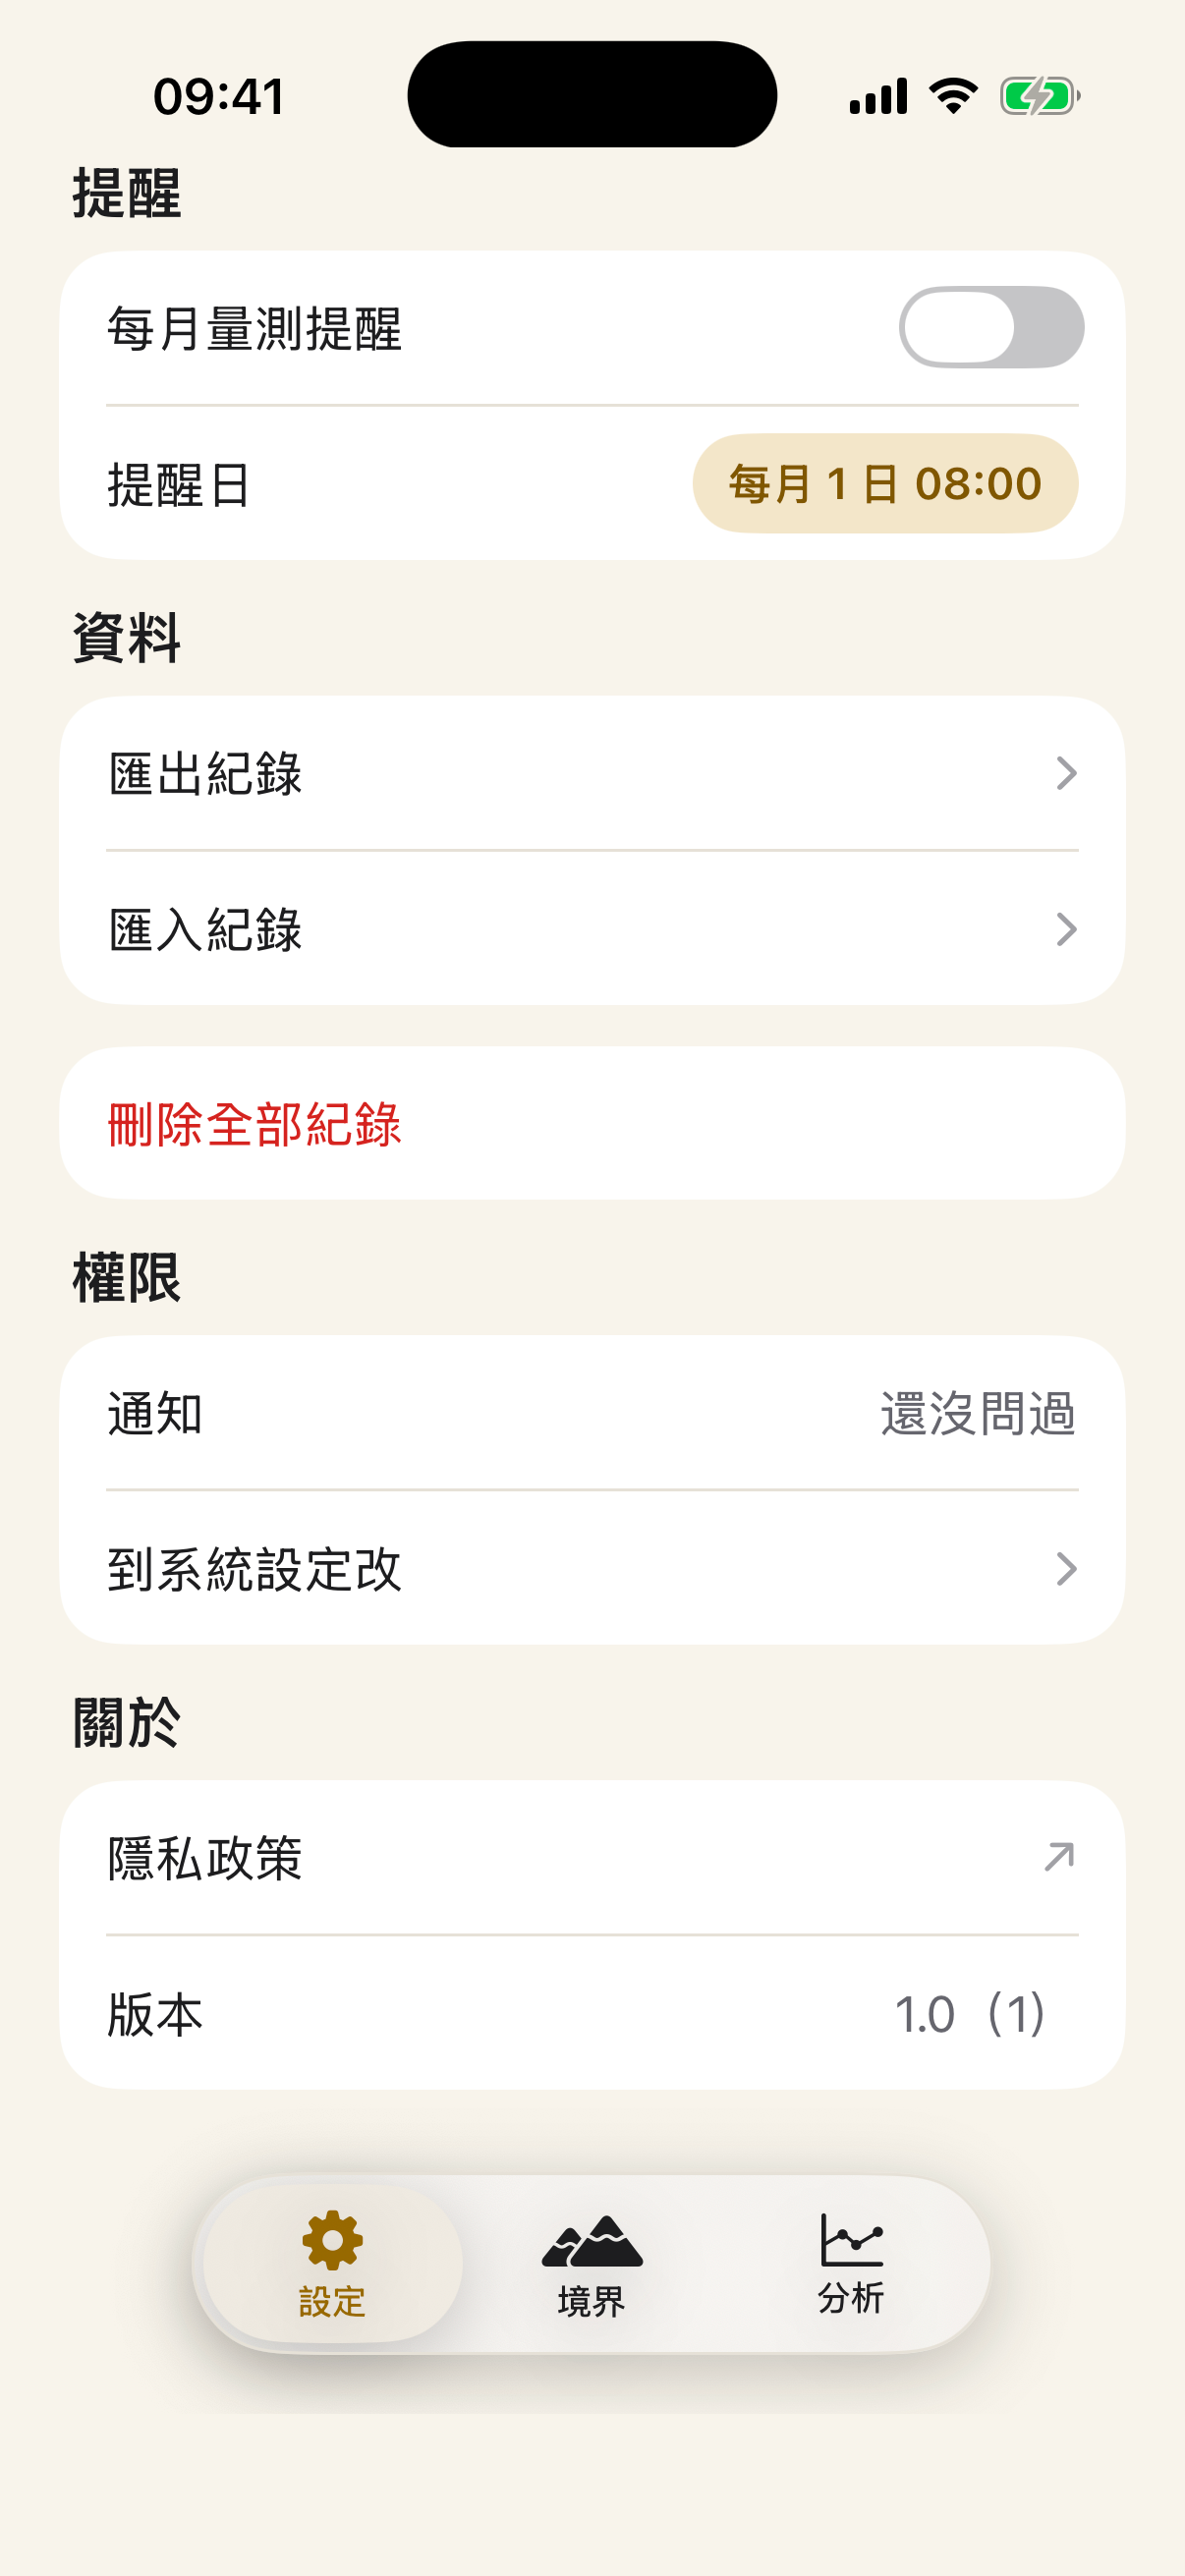 09:41
提醒
每月量測提醒
提醒日
每月 1 日 08:00
資料
匯出紀錄
匯入紀錄
刪除全部紀錄
權限
通知
還沒問過
到系統設定改
關於
隱私政策
版本
1.0（1）
設定
境界
分析